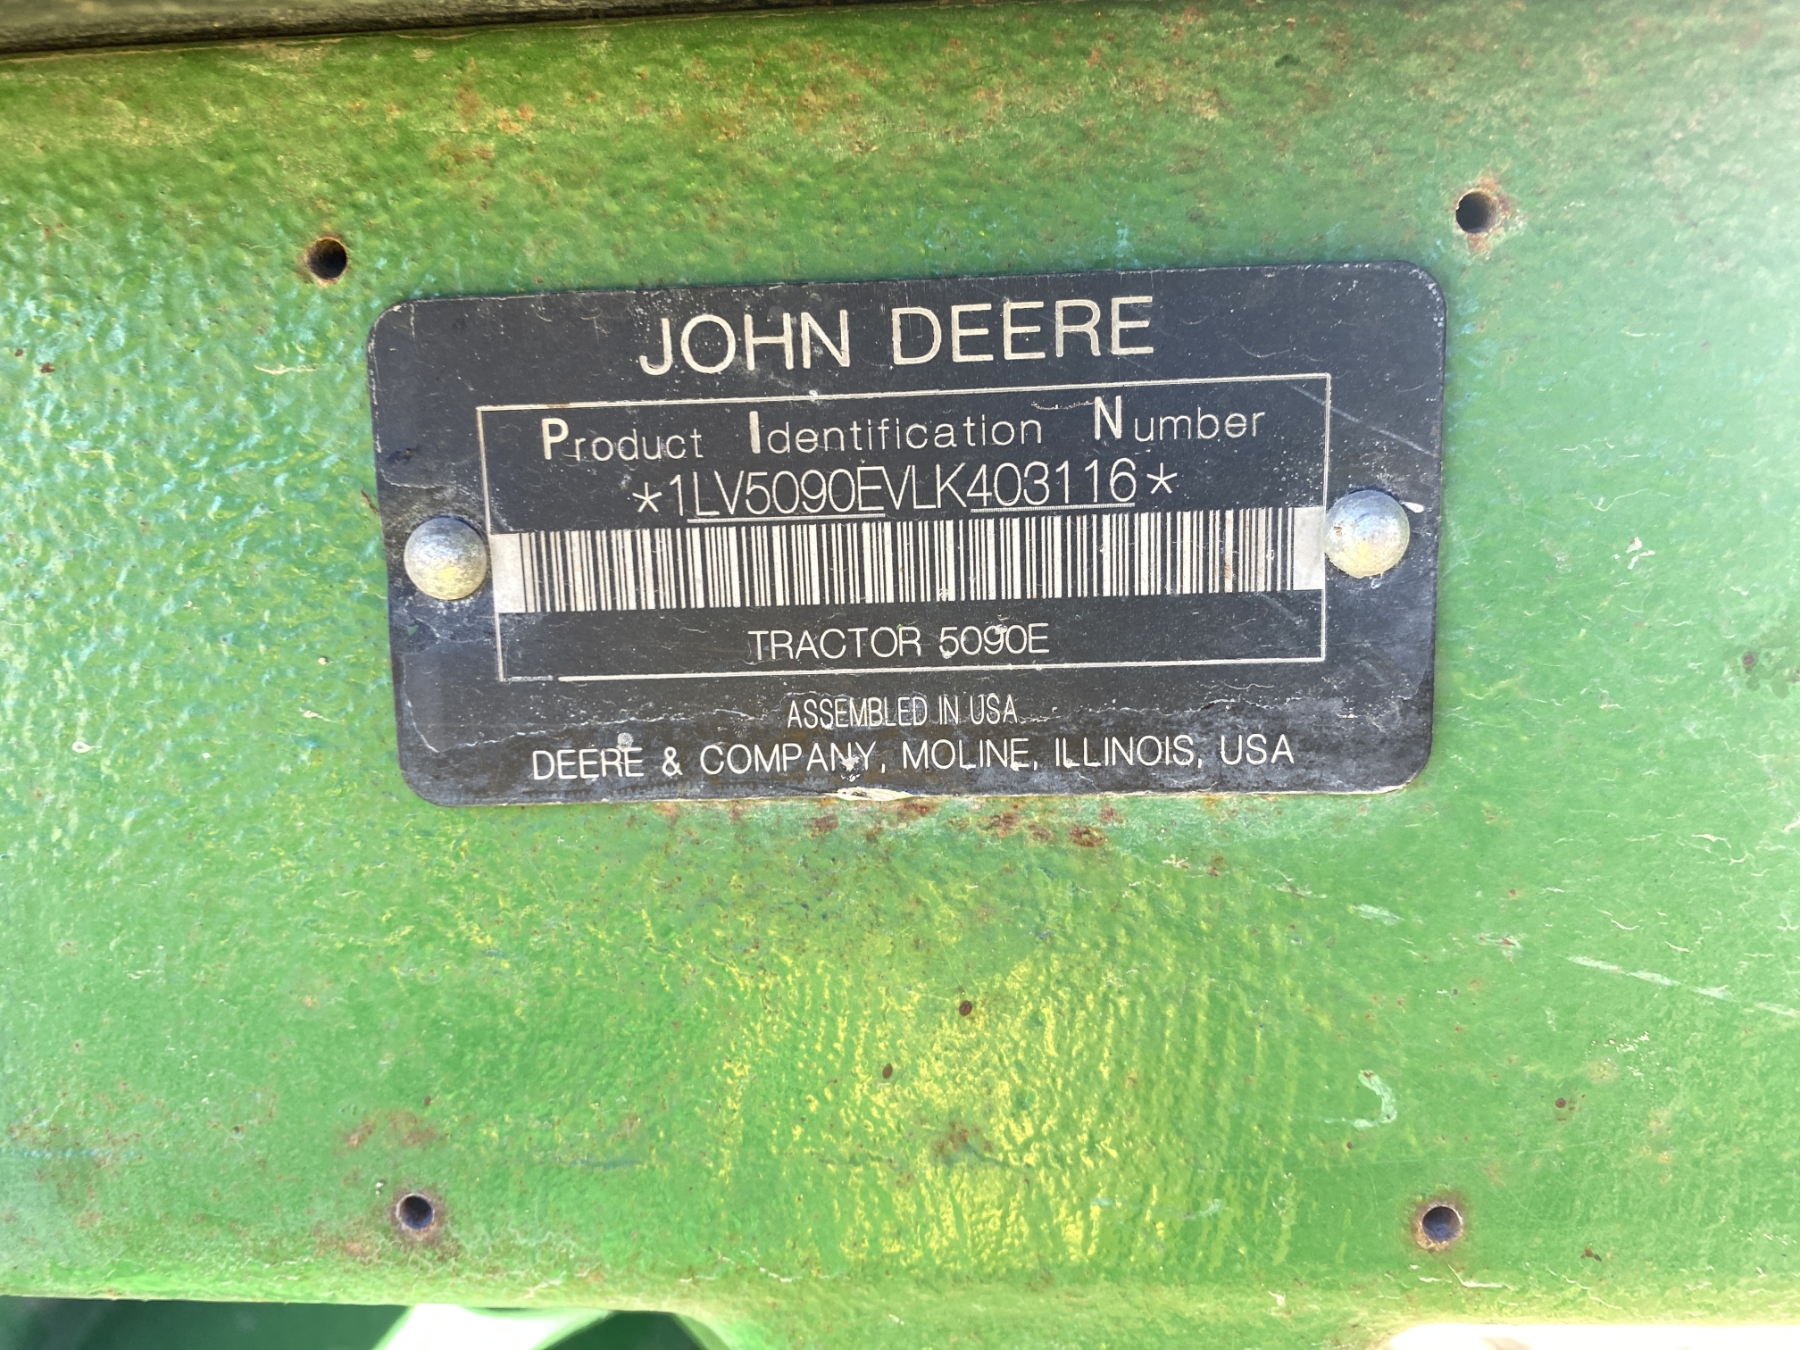 JOHN DEERE
Product Identification Number
*1LV5090EVLK403116*
TRACTOR 5090E
ASSEMBLED IN USA
DEERE & COMPANY, MOLINE, ILLINOIS, USA